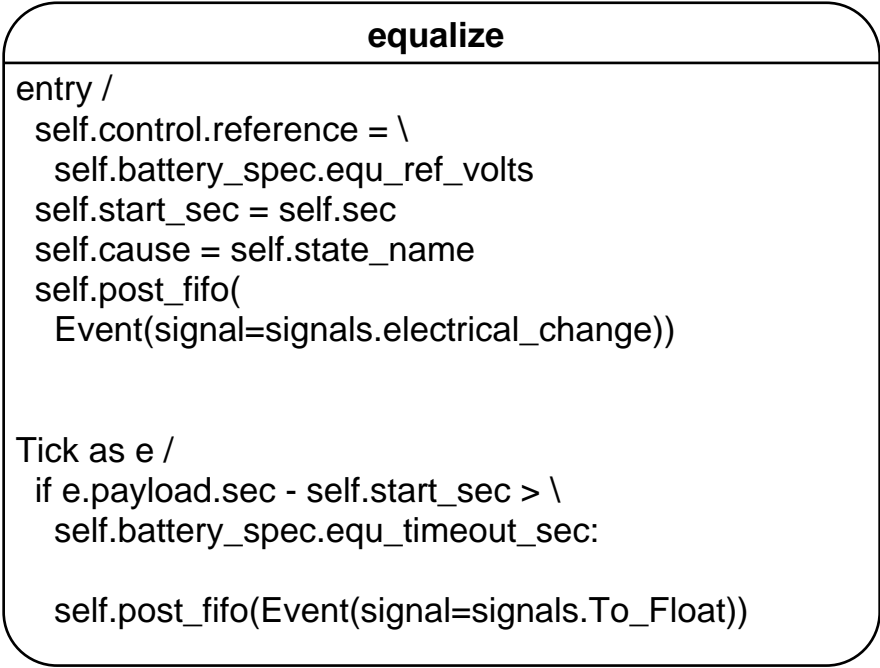 equalize
entry /
self.control.reference = \
self.battery_spec.equ_ref_volts
self.start_sec = self.sec
self.cause = self.state_name
self.post_fifo(
Event(signal=signals.electrical_change))
Tick as e /
if e.payload.sec - self.start_sec > \
self.battery_spec.equ_timeout_sec:
self.post_fifo(Event(signal=signals.To_Float))